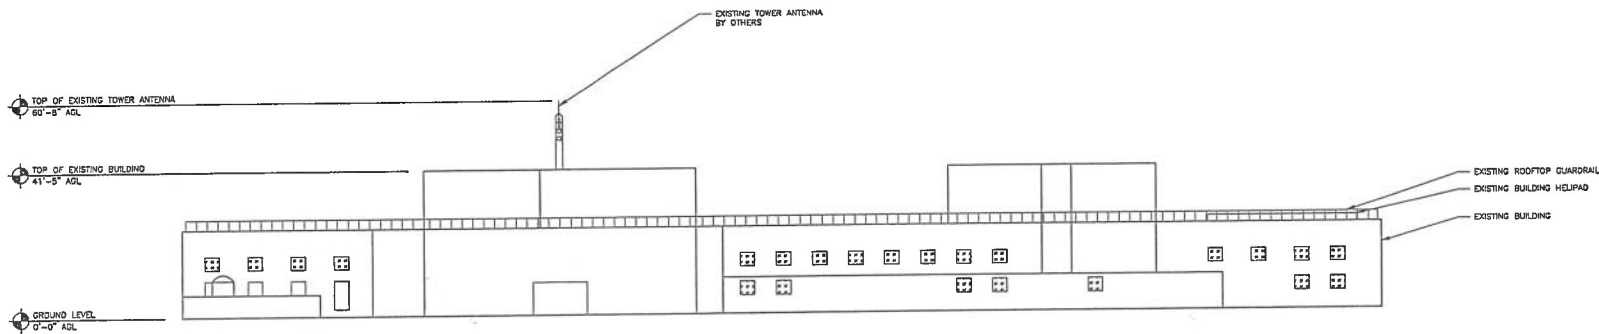 EXISTING TOWER ANTENNA
BY OTHERS
TOP OF EXISTING TOWER ANTENNA
60'-8" AGL
TOP OF EXISTING BUILDING
41'-5" AGL
EXISTING ROOFTOP GUARDRAIL
EXISTING BUILDING HELIPAD
EXISTING BUILDING
GROUND LEVEL
0'-0" AGL